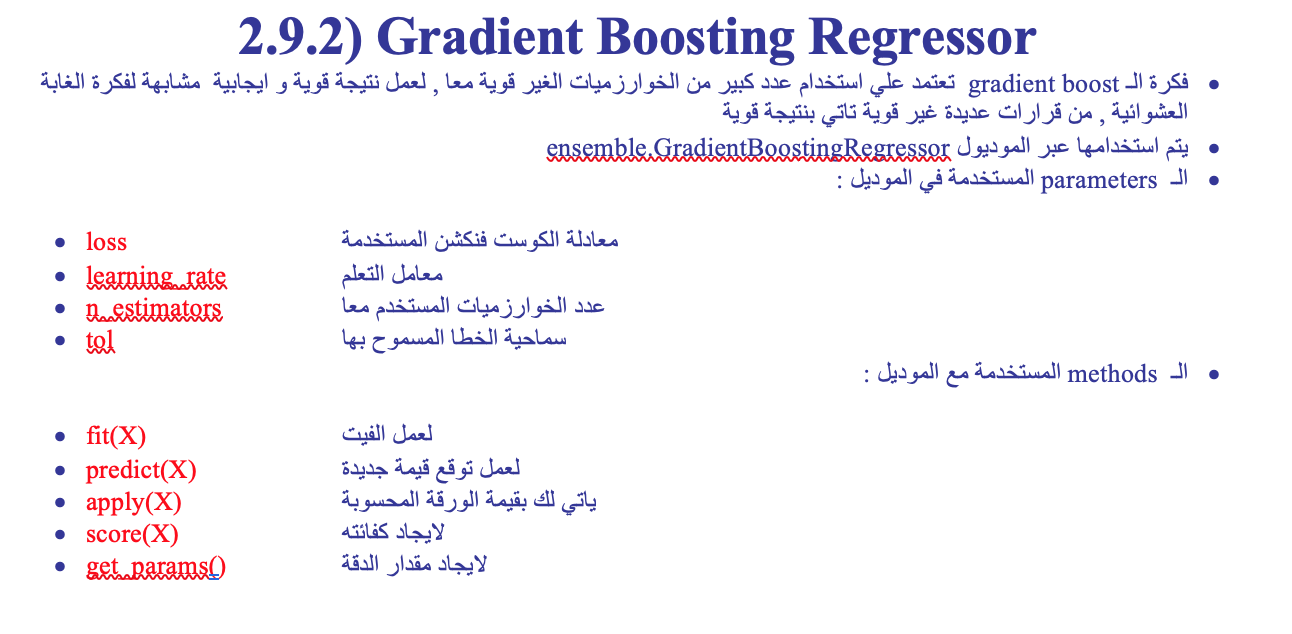 2.9.2) Gradient Boosting Regressor
• فكرة الـ gradient boost تعتمد علي استخدام عدد كبير من الخوارزميات الغير قوية معا , لعمل نتيجة قوية و ايجابية مشابهة لفكرة الغابة
العشوائية , من قرارات عديدة غير قوية تاتي بنتيجة قوية
• يتم استخدامها عبر الموديول ensemble.GradientBoostingRegressor
• الـ parameters المستخدمة في الموديل :
• loss معادلة الكوست فنكشن المستخدمة
• learning_rate معامل التعلم
• n_estimators عدد الخوارزميات المستخدم معا
• tol سماحية الخطا المسموح بها
• الـ methods المستخدمة مع الموديل :
• fit(X) لعمل الفيت
• predict(X) لعمل توقع قيمة جديدة
• apply(X) ياتي لك بقيمة الورقة المحسوبة
• score(X) لايجاد كفائته
• get_params() لايجاد مقدار الدقة